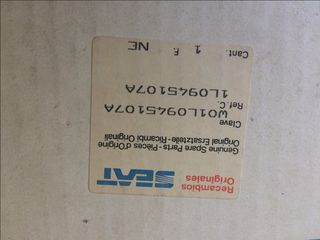 Recambios
Originales
SEAT
Genuine Spare Parts - Pièces d'Origine
Original Ersatzteile - Ricambi Originali
Clave
W01L0945107A
Ref. C.
1L0945107A
Cant. 1 F. NE